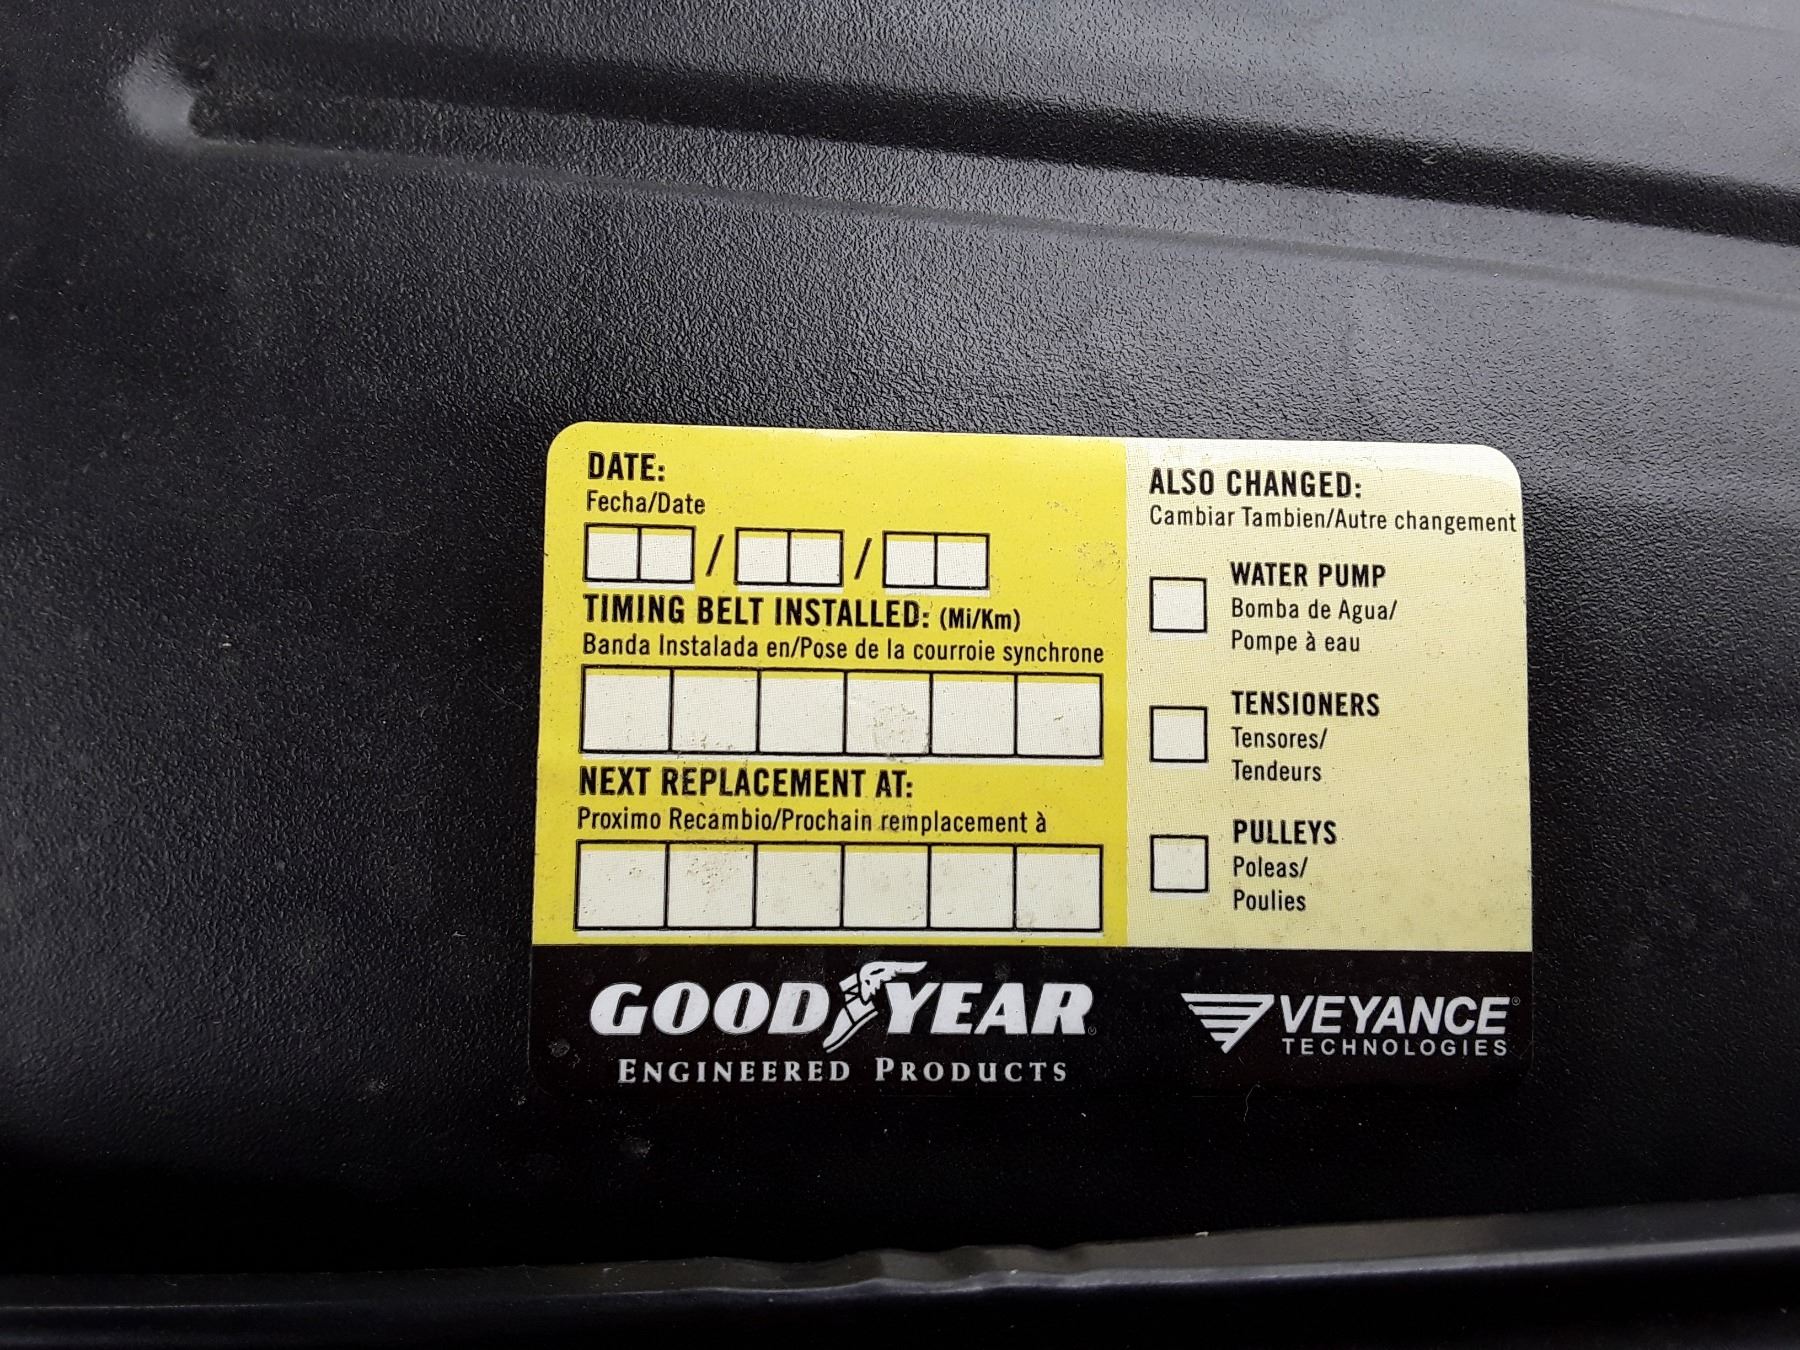 DATE:
Fecha/Date
/ /
TIMING BELT INSTALLED: (Mi/Km)
Banda Instalada en/Pose de la courroie synchrone
NEXT REPLACEMENT AT:
Proximo Recambio/Prochain remplacement à
ALSO CHANGED:
Cambiar Tambien/Autre changement
WATER PUMP
Bomba de Agua/
Pompe à eau
TENSIONERS
Tensores/
Tendeurs
PULLEYS
Poleas/
Poulies
GOODYEAR®
ENGINEERED PRODUCTS
VEYANCE®
TECHNOLOGIES